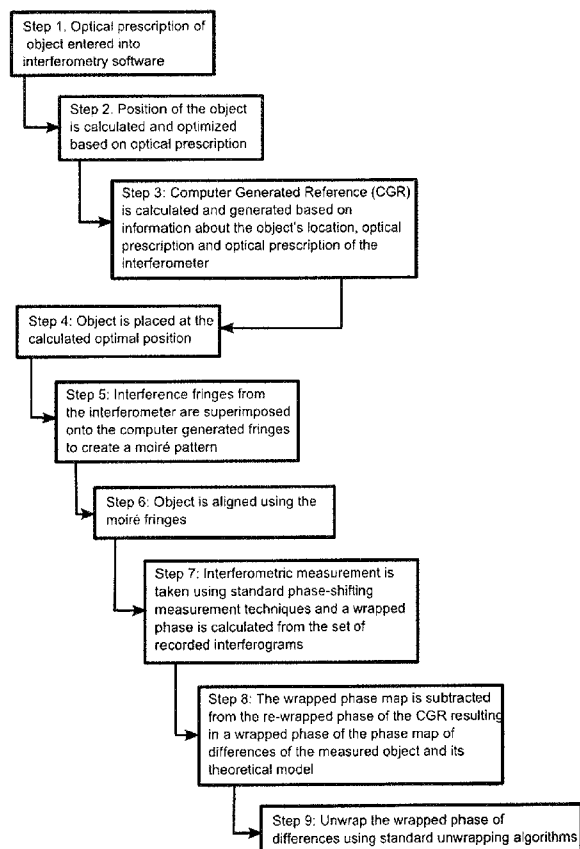 Step 1. Optical prescription of
object entered into
interferometry software
Step 2. Position of the object
is calculated and optimized
based on optical prescription
Step 3: Computer Generated Reference (CGR)
is calculated and generated based on
information about the object's location, optical
prescription and optical prescription of the
interferometer
Step 4: Object is placed at the
calculated optimal position
Step 5: Interference fringes from
the interferometer are superimposed
onto the computer generated fringes
to create a moiré pattern
Step 6: Object is aligned using the
moiré fringes
Step 7: Interferometric measurement is
taken using standard phase-shifting
measurement techniques and a wrapped
phase is calculated from the set of
recorded interferograms
Step 8: The wrapped phase map is subtracted
from the re-wrapped phase of the CGR resulting
in a wrapped phase of the phase map of
differences of the measured object and its
theoretical model
Step 9: Unwrap the wrapped phase of
differences using standard unwrapping algorithms